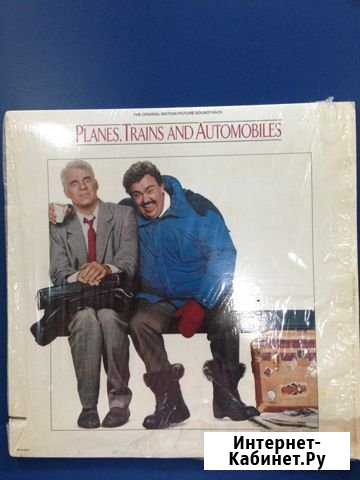 THE ORIGINAL MOTION PICTURE SOUNDTRACK
PLANES, TRAINS AND AUTOMOBILES
Интернет-
Кабинет.Ру